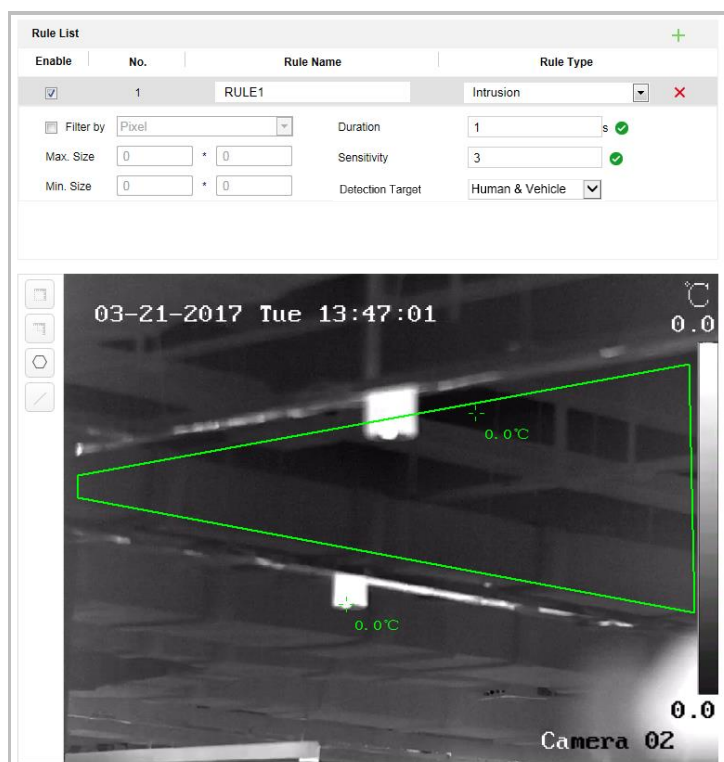 Rule List
Enable No. Rule Name Rule Type
1 RULE1 Intrusion
Filter by Pixel Duration 1 s
Max. Size 0 * 0 Sensitivity 3
Min. Size 0 * 0 Detection Target Human & Vehicle
℃
03-21-2017 Tue 13:47:01
0.0
0.0℃
0.0℃
0.0
Camera 02